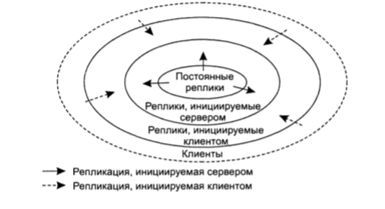 Постоянные
реплики
Реплики, инициируемые
сервером
Реплики, инициируемые
клиентом
Клиенты
Репликация, инициируемая сервером
Репликация, инициируемая клиентом